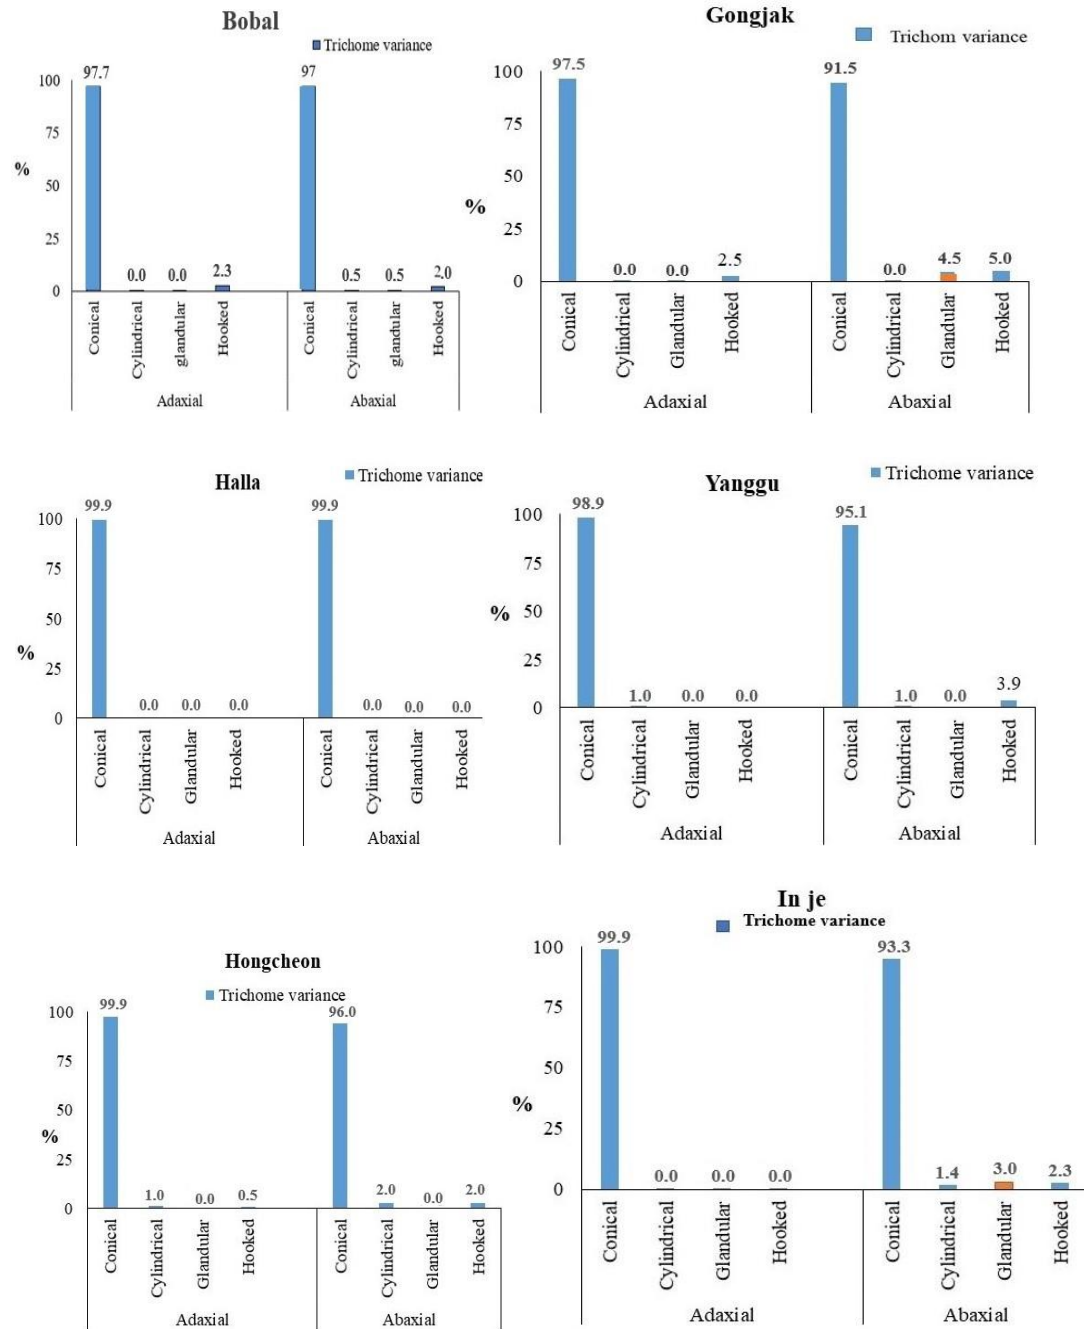 Bobal
Trichome variance
97.7 97
100
75
%
50
25
0.0 0.0 2.3 0.5 0.5 2.0
0
Conical Cylindrical glandular Hooked Conical Cylindrical glandular Hooked
Adaxial Abaxial
Gongjak
Trichom variance
97.5 91.5
100
75
50
%
25
0.0 0.0 2.5 0.0 4.5 5.0
0
Conical Cylindrical Glandular Hooked Conical Cylindrical Glandular Hooked
Adaxial Abaxial
Halla
Trichome variance
99.9 99.9
100
75
50
%
25
0.0 0.0 0.0 0.0 0.0 0.0
0
Conical Cylindrical Glandular Hooked Conical Cylindrical Glandular Hooked
Adaxial Abaxial
Yanggu
Trichome variance
98.9 95.1
100
75
%
50
25
1.0 0.0 0.0 1.0 0.0 3.9
0
Conical Cylindrical Glandular Hooked Conical Cylindrical Glandular Hooked
Adaxial Abaxial
Hongcheon
Trichome variance
99.9 96.0
100
75
50
%
25
1.0 0.0 0.5 2.0 0.0 2.0
0
Conical Cylindrical Glandular Hooked Conical Cylindrical Glandular Hooked
Adaxial Abaxial
In je
Trichome variance
99.9 93.3
100
75
50
%
25
0.0 0.0 0.0 1.4 3.0 2.3
0
Conical Cylindrical Glandular Hooked Conical Cylindrical Glandular Hooked
Adaxial Abaxial